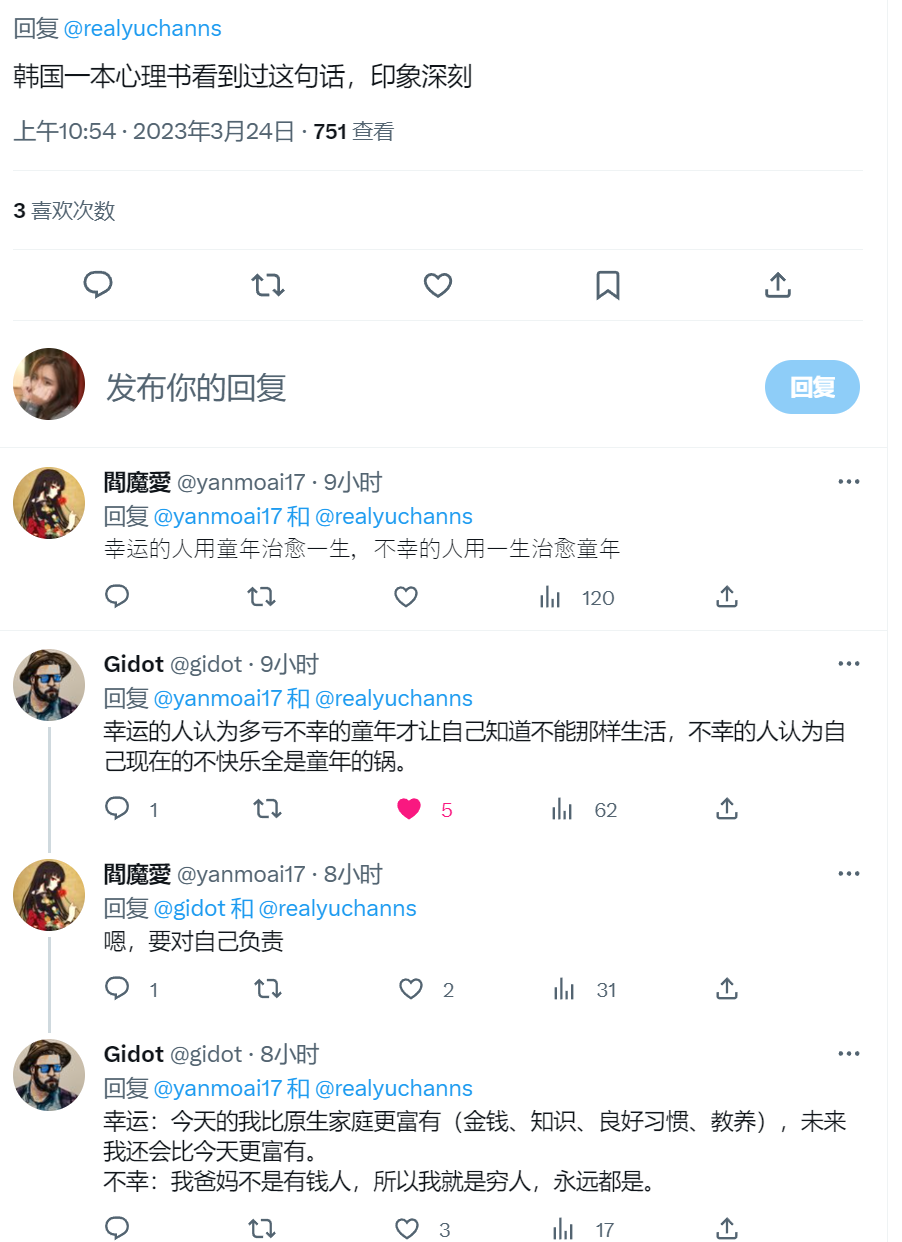 回复 @realyuchanns
韩国一本心理书看到过这句话，印象深刻
上午10:54 · 2023年3月24日 · 751 查看
3 喜欢次数
发布你的回复
回复
閻魔愛 @yanmoai17 · 9小时
回复 @yanmoai17 和 @realyuchanns
幸运的人用童年治愈一生，不幸的人用一生治愈童年
120
Gidot @gidot · 9小时
回复 @yanmoai17 和 @realyuchanns
幸运的人认为多亏不幸的童年才让自己知道不能那样生活，不幸的人认为自
己现在的不快乐全是童年的锅。
1 5 62
閻魔愛 @yanmoai17 · 8小时
回复 @gidot 和 @realyuchanns
嗯，要对自己负责
1 2 31
Gidot @gidot · 8小时
回复 @yanmoai17 和 @realyuchanns
幸运：今天的我比原生家庭更富有（金钱、知识、良好习惯、教养），未来
我还会比今天更富有。
不幸：我爸妈不是有钱人，所以我就是穷人，永远都是。
3 17